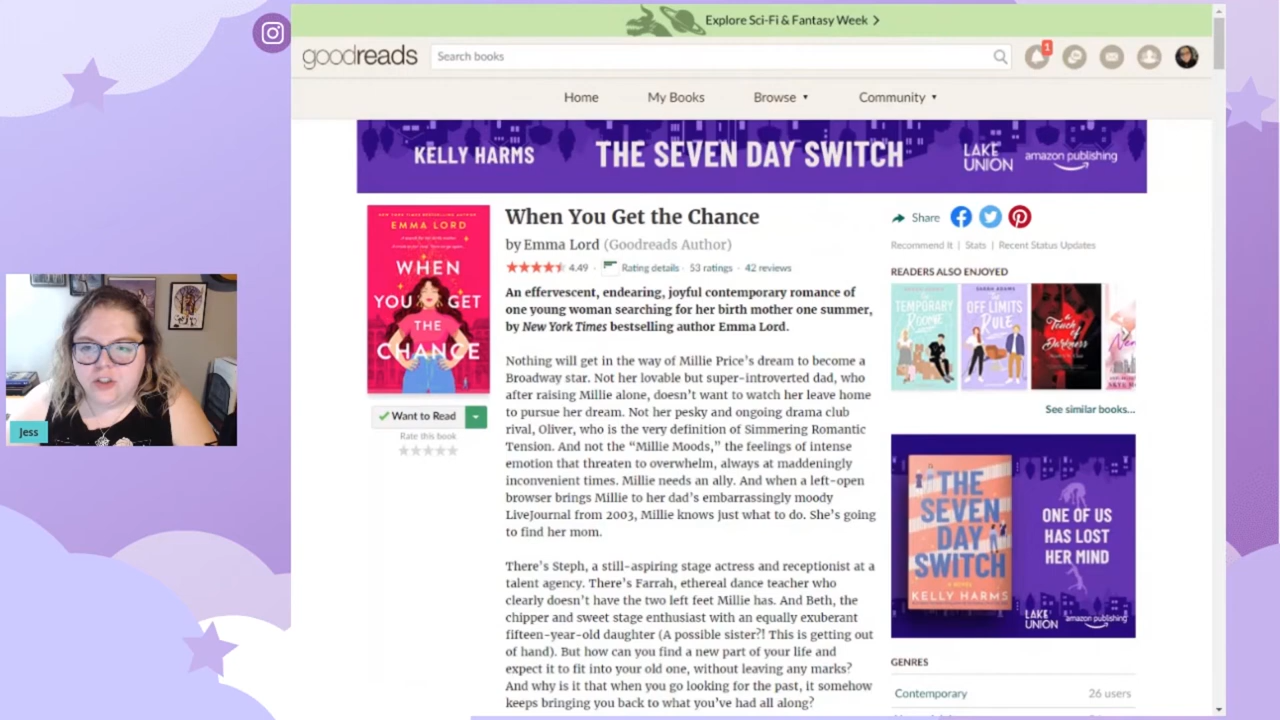 Explore Sci-Fi & Fantasy Week
goodreads
Search books
1
Home
My Books
Browse
Community
KELLY HARMS
THE SEVEN DAY SWITCH
LAKE UNION
amazon publishing
EMMA LORD
WHEN
YOU GET
THE
CHANCE
Want to Read
Rate this book
When You Get the Chance
by Emma Lord (Goodreads Author)
4.49 · Rating details · 53 ratings · 42 reviews
An effervescent, endearing, joyful contemporary romance of
one young woman searching for her birth mother one summer,
by New York Times bestselling author Emma Lord.
Nothing will get in the way of Millie Price's dream to become a
Broadway star. Not her lovable but super-introverted dad, who
after raising Millie alone, doesn't want to watch her leave home
to pursue her dream. Not her pesky and ongoing drama club
rival, Oliver, who is the very definition of Simmering Romantic
Tension. And not the “Millie Moods,” the feelings of intense
emotion that threaten to overwhelm, always at maddeningly
inconvenient times. Millie needs an ally. And when a left-open
browser brings Millie to her dad's embarrassingly moody
LiveJournal from 2003, Millie knows just what to do. She's going
to find her mom.
There's Steph, a still-aspiring stage actress and receptionist at a
talent agency. There's Farrah, ethereal dance teacher who
clearly doesn't have the two left feet Millie has. And Beth, the
chipper and sweet stage enthusiast with an equally exuberant
fifteen-year-old daughter (A possible sister?! This is getting out
of hand). But how can you find a new part of your life and
expect it to fit into your old one, without leaving any marks?
And why is it that when you go looking for the past, it somehow
keeps bringing you back to what you've had all along?
Share
Recommend It | Stats | Recent Status Updates
READERS ALSO ENJOYED
SARAH ADAMS
THE
TEMPORARY
ROOMIE
SARAH ADAMS
THE
OFF LIMITS
RULE
a
Touch
of
Darkness
See similar books...
THE
SEVEN
DAY
SWITCH
A NOVEL
KELLY HARMS
ONE OF US
HAS LOST
HER MIND
LAKE
UNION
amazon publishing
GENRES
Contemporary
26 users
Jess